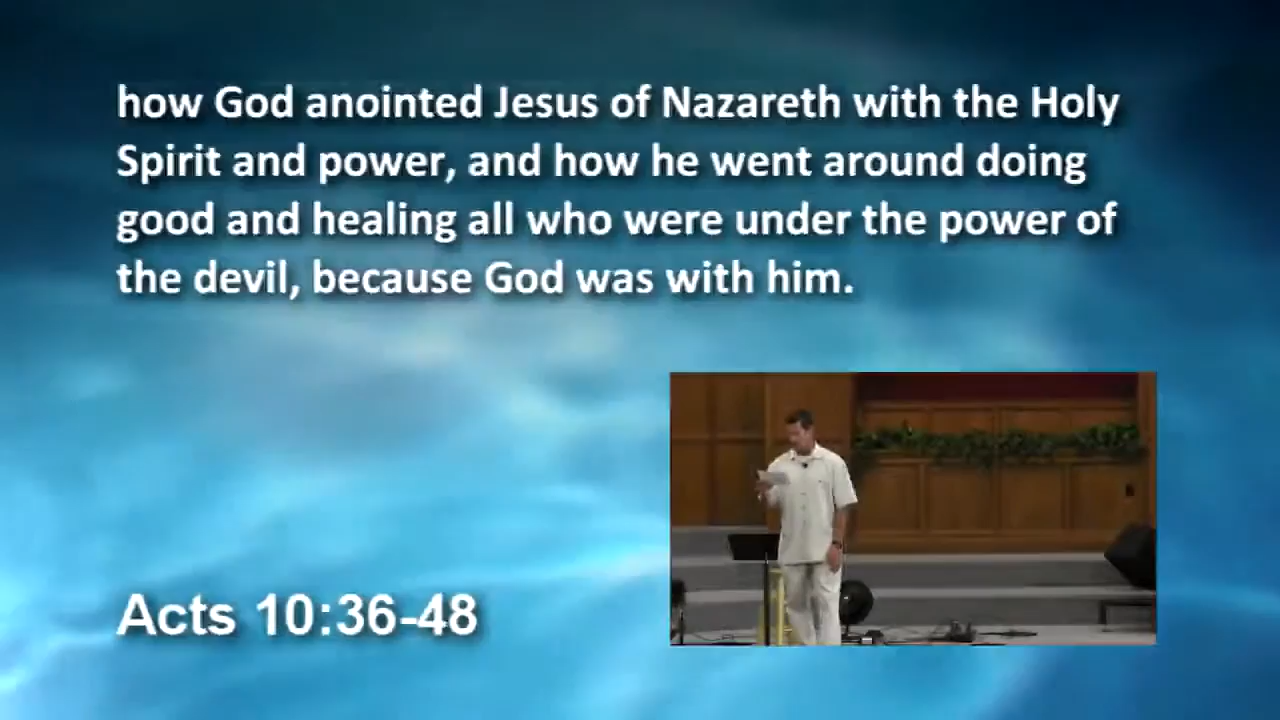 how God anointed Jesus of Nazareth with the Holy
Spirit and power, and how he went around doing
good and healing all who were under the power of
the devil, because God was with him.
Acts 10:36-48